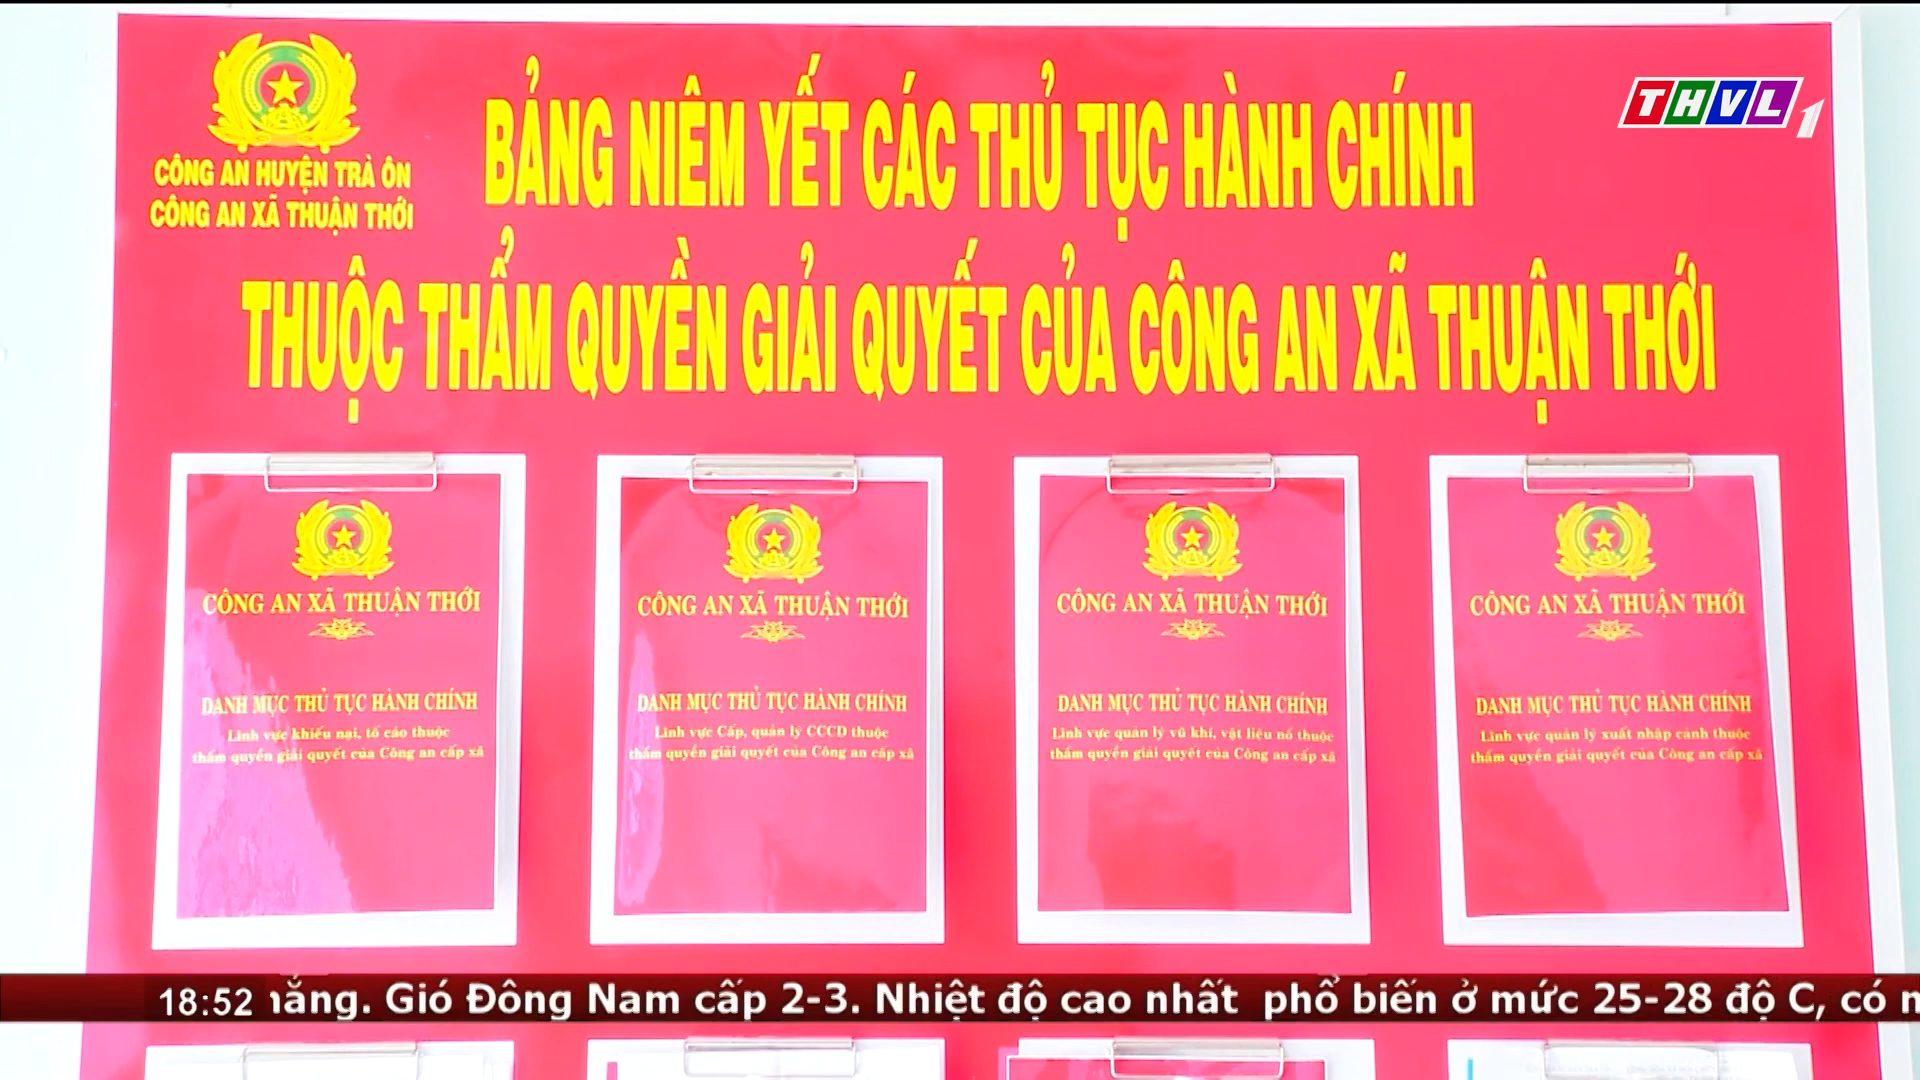 THVL1
CÔNG AN HUYỆN TRÀ ÔN
CÔNG AN XÃ THUẬN THỚI
BẢNG NIÊM YẾT CÁC THỦ TỤC HÀNH CHÍNH
THUỘC THẨM QUYỀN GIẢI QUYẾT CỦA CÔNG AN XÃ THUẬN THỚI
CÔNG AN XÃ THUẬN THỚI
DANH MỤC THỦ TỤC HÀNH CHÍNH
Lĩnh vực khiếu nại, tố cáo thuộc
thẩm quyền giải quyết của Công an cấp xã
CÔNG AN XÃ THUẬN THỚI
DANH MỤC THỦ TỤC HÀNH CHÍNH
Lĩnh vực Cấp, quản lý CCCD thuộc
thẩm quyền giải quyết của Công an cấp xã
CÔNG AN XÃ THUẬN THỚI
DANH MỤC THỦ TỤC HÀNH CHÍNH
Lĩnh vực quản lý vũ khí, vật liệu nổ thuộc
thẩm quyền giải quyết của Công an cấp xã
CÔNG AN XÃ THUẬN THỚI
DANH MỤC THỦ TỤC HÀNH CHÍNH
Lĩnh vực quản lý xuất nhập cảnh thuộc
thẩm quyền giải quyết của Công an cấp xã
18:52 nắng. Gió Đông Nam cấp 2-3. Nhiệt độ cao nhất phổ biến ở mức 25-28 độ C, có